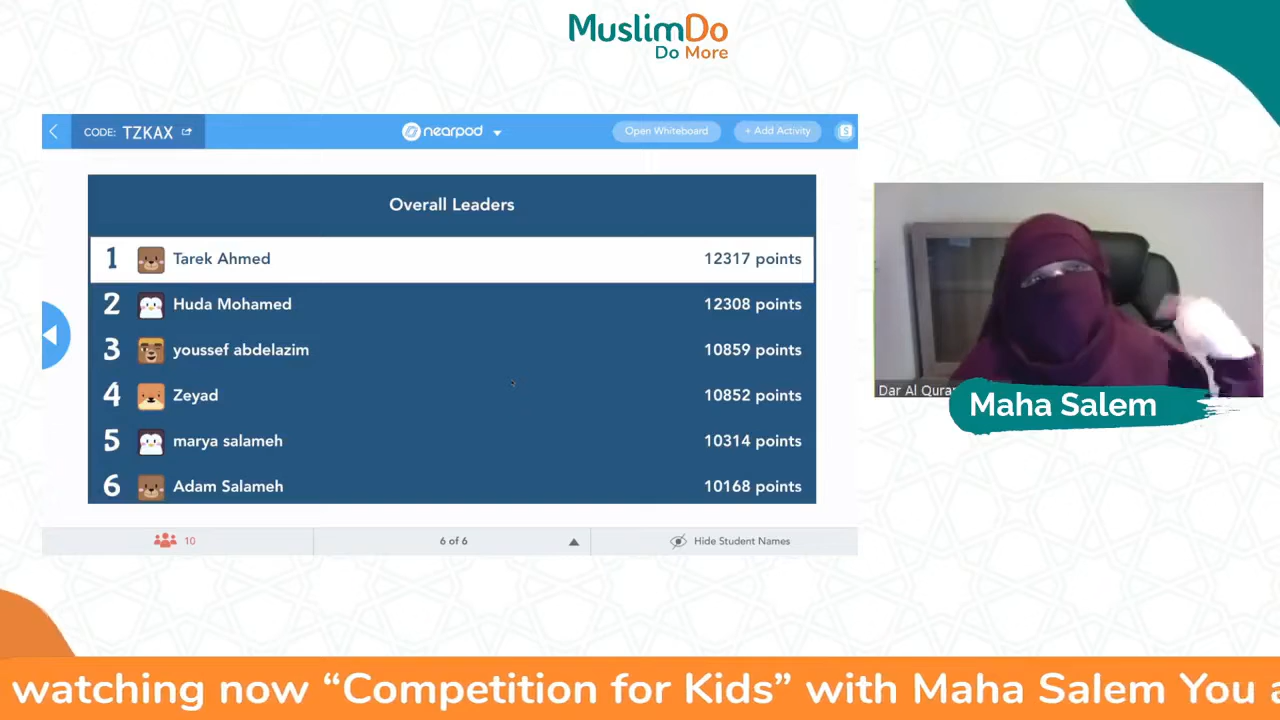 MuslimDo
Do More
CODE: TZKAX
nearpod
Open Whiteboard
+ Add Activity
S
Overall Leaders
1 Tarek Ahmed 12317 points
2 Huda Mohamed 12308 points
3 youssef abdelazim 10859 points
4 Zeyad 10852 points
5 marya salameh 10314 points
6 Adam Salameh 10168 points
10
6 of 6
Hide Student Names
Dar Al Quran
Maha Salem
watching now “Competition for Kids” with Maha Salem You a